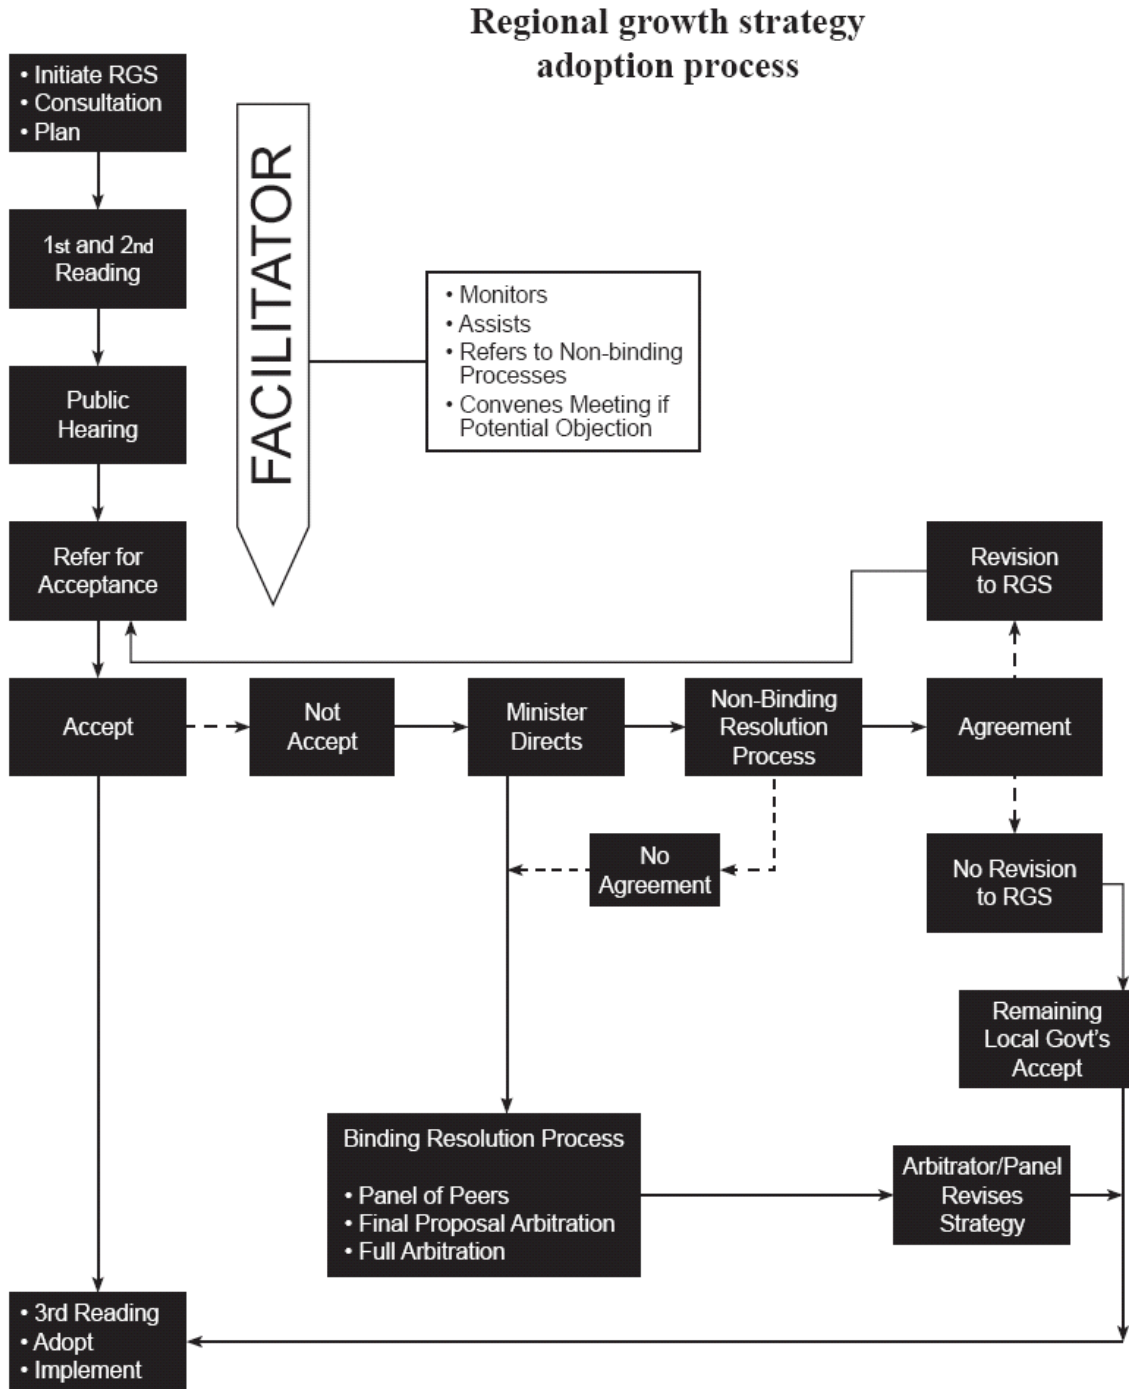 Regional growth strategy
adoption process
• Initiate RGS
• Consultation
• Plan
FACILITATOR
1st and 2nd
Reading
• Monitors
• Assists
• Refers to Non-binding
Processes
• Convenes Meeting if
Potential Objection
Public
Hearing
Refer for
Acceptance
Revision
to RGS
Accept
Not
Accept
Minister
Directs
Non-Binding
Resolution
Process
Agreement
No
Agreement
No Revision
to RGS
Remaining
Local Govt's
Accept
Binding Resolution Process
• Panel of Peers
• Final Proposal Arbitration
• Full Arbitration
Arbitrator/Panel
Revises
Strategy
• 3rd Reading
• Adopt
• Implement